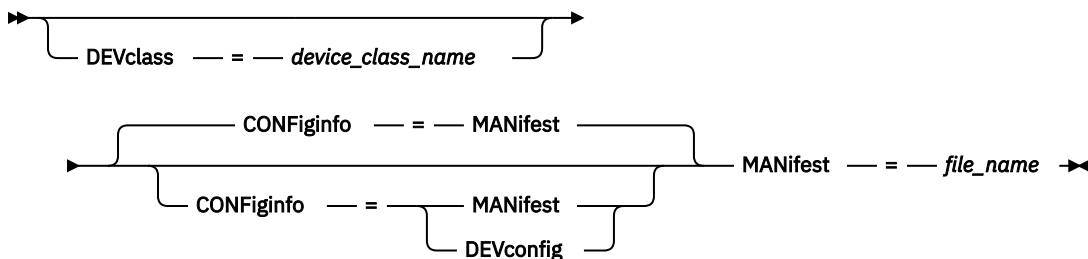 DEVclass = device_class_name
CONFiginfo = MANifest
MANifest = file_name
CONFiginfo = MANifest
DEVconfig